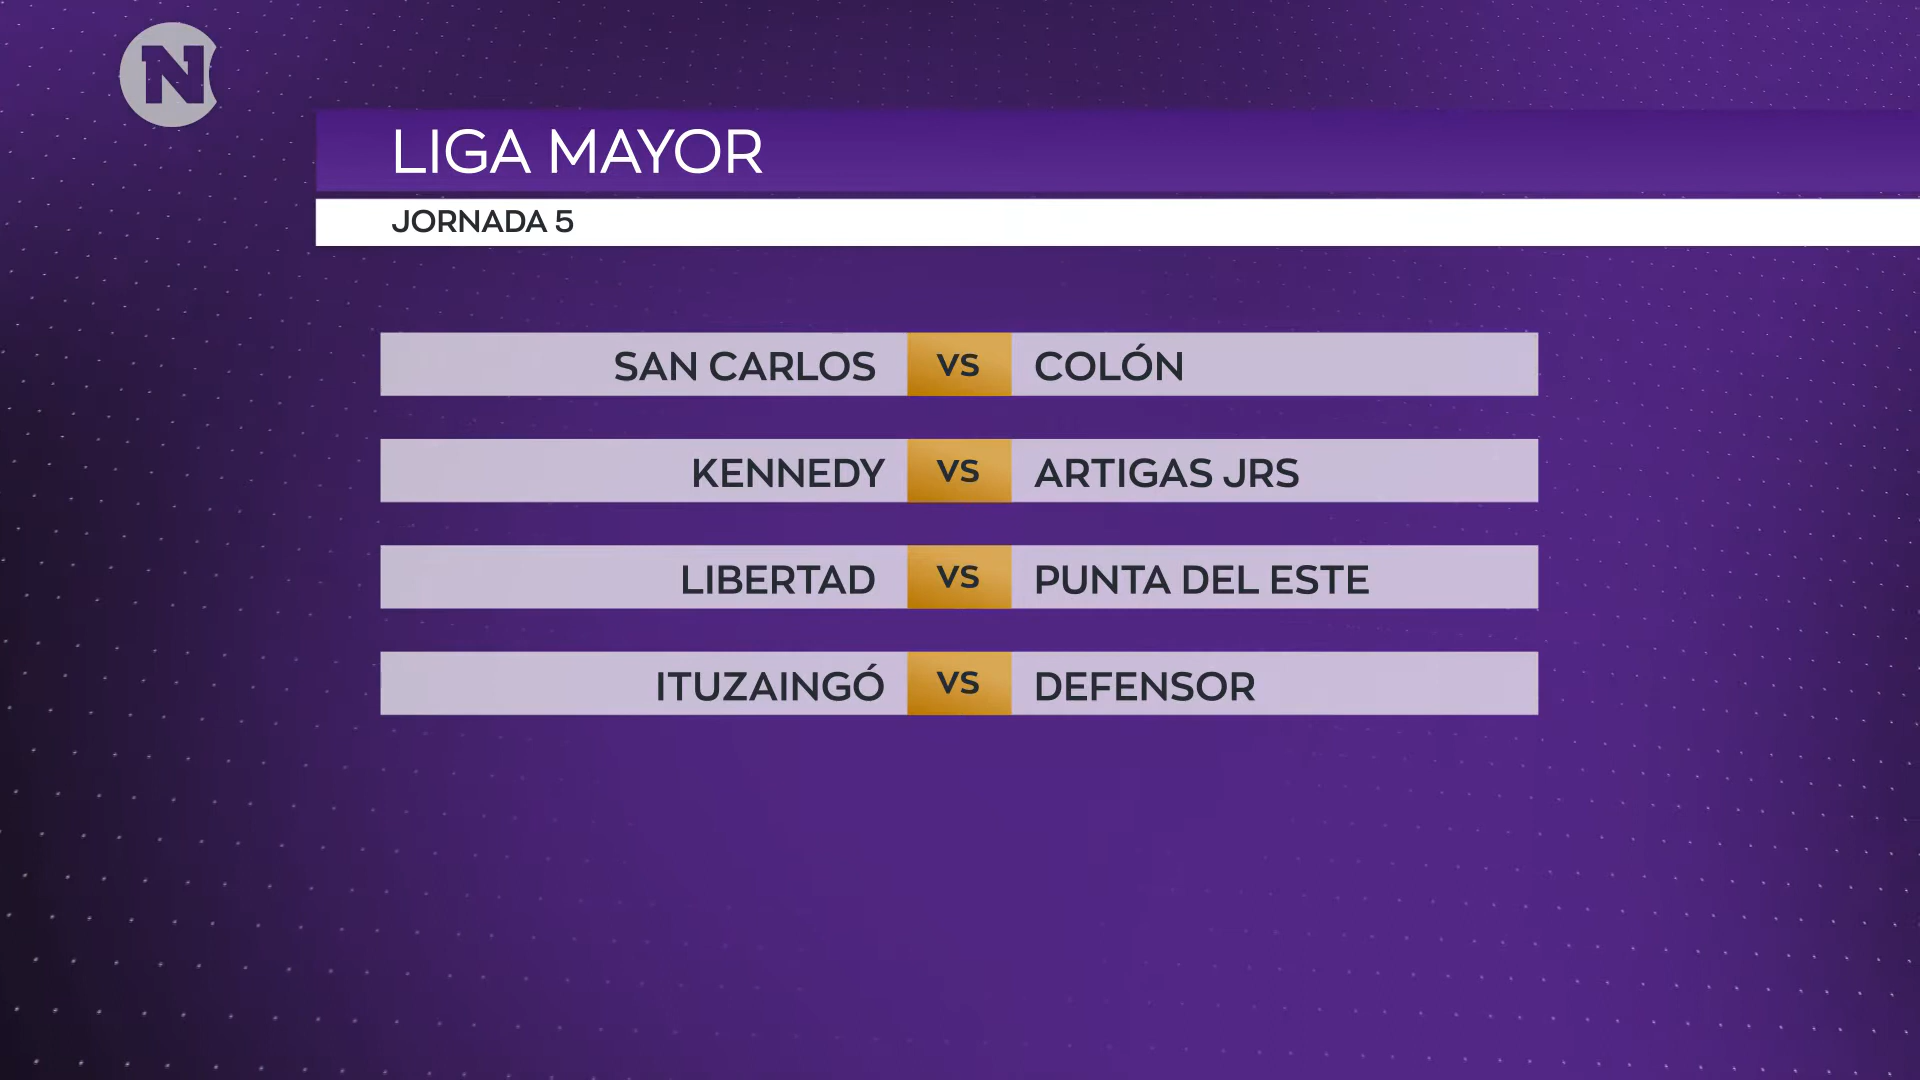 N
LIGA MAYOR
JORNADA 5
SAN CARLOS VS COLÓN
KENNEDY VS ARTIGAS JRS
LIBERTAD VS PUNTA DEL ESTE
ITUZAINGÓ VS DEFENSOR